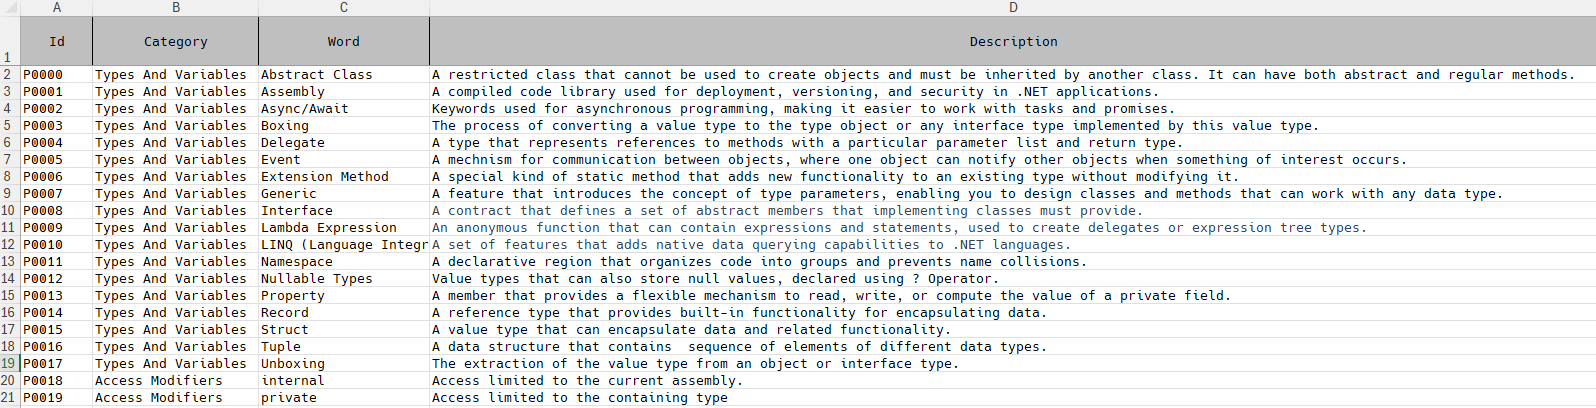 A B C D
1 Id Category Word Description
2 P0000 Types And Variables Abstract Class A restricted class that cannot be used to create objects and must be inherited by another class. It can have both abstract and regular methods.
3 P0001 Types And Variables Assembly A compiled code library used for deployment, versioning, and security in .NET applications.
4 P0002 Types And Variables Async/Await Keywords used for asynchronous programming, making it easier to work with tasks and promises.
5 P0003 Types And Variables Boxing The process of converting a value type to the type object or any interface type implemented by this value type.
6 P0004 Types And Variables Delegate A type that represents references to methods with a particular parameter list and return type.
7 P0005 Types And Variables Event A mechnism for communication between objects, where one object can notify other objects when something of interest occurs.
8 P0006 Types And Variables Extension Method A special kind of static method that adds new functionality to an existing type without modifying it.
9 P0007 Types And Variables Generic A feature that introduces the concept of type parameters, enabling you to design classes and methods that can work with any data type.
10 P0008 Types And Variables Interface A contract that defines a set of abstract members that implementing classes must provide.
11 P0009 Types And Variables Lambda Expression An anonymous function that can contain expressions and statements, used to create delegates or expression tree types.
12 P0010 Types And Variables LINQ (Language Integr A set of features that adds native data querying capabilities to .NET languages.
13 P0011 Types And Variables Namespace A declarative region that organizes code into groups and prevents name collisions.
14 P0012 Types And Variables Nullable Types Value types that can also store null values, declared using ? Operator.
15 P0013 Types And Variables Property A member that provides a flexible mechanism to read, write, or compute the value of a private field.
16 P0014 Types And Variables Record A reference type that provides built-in functionality for encapsulating data.
17 P0015 Types And Variables Struct A value type that can encapsulate data and related functionality.
18 P0016 Types And Variables Tuple A data structure that contains  sequence of elements of different data types.
19 P0017 Types And Variables Unboxing The extraction of the value type from an object or interface type.
20 P0018 Access Modifiers internal Access limited to the current assembly.
21 P0019 Access Modifiers private Access limited to the containing type